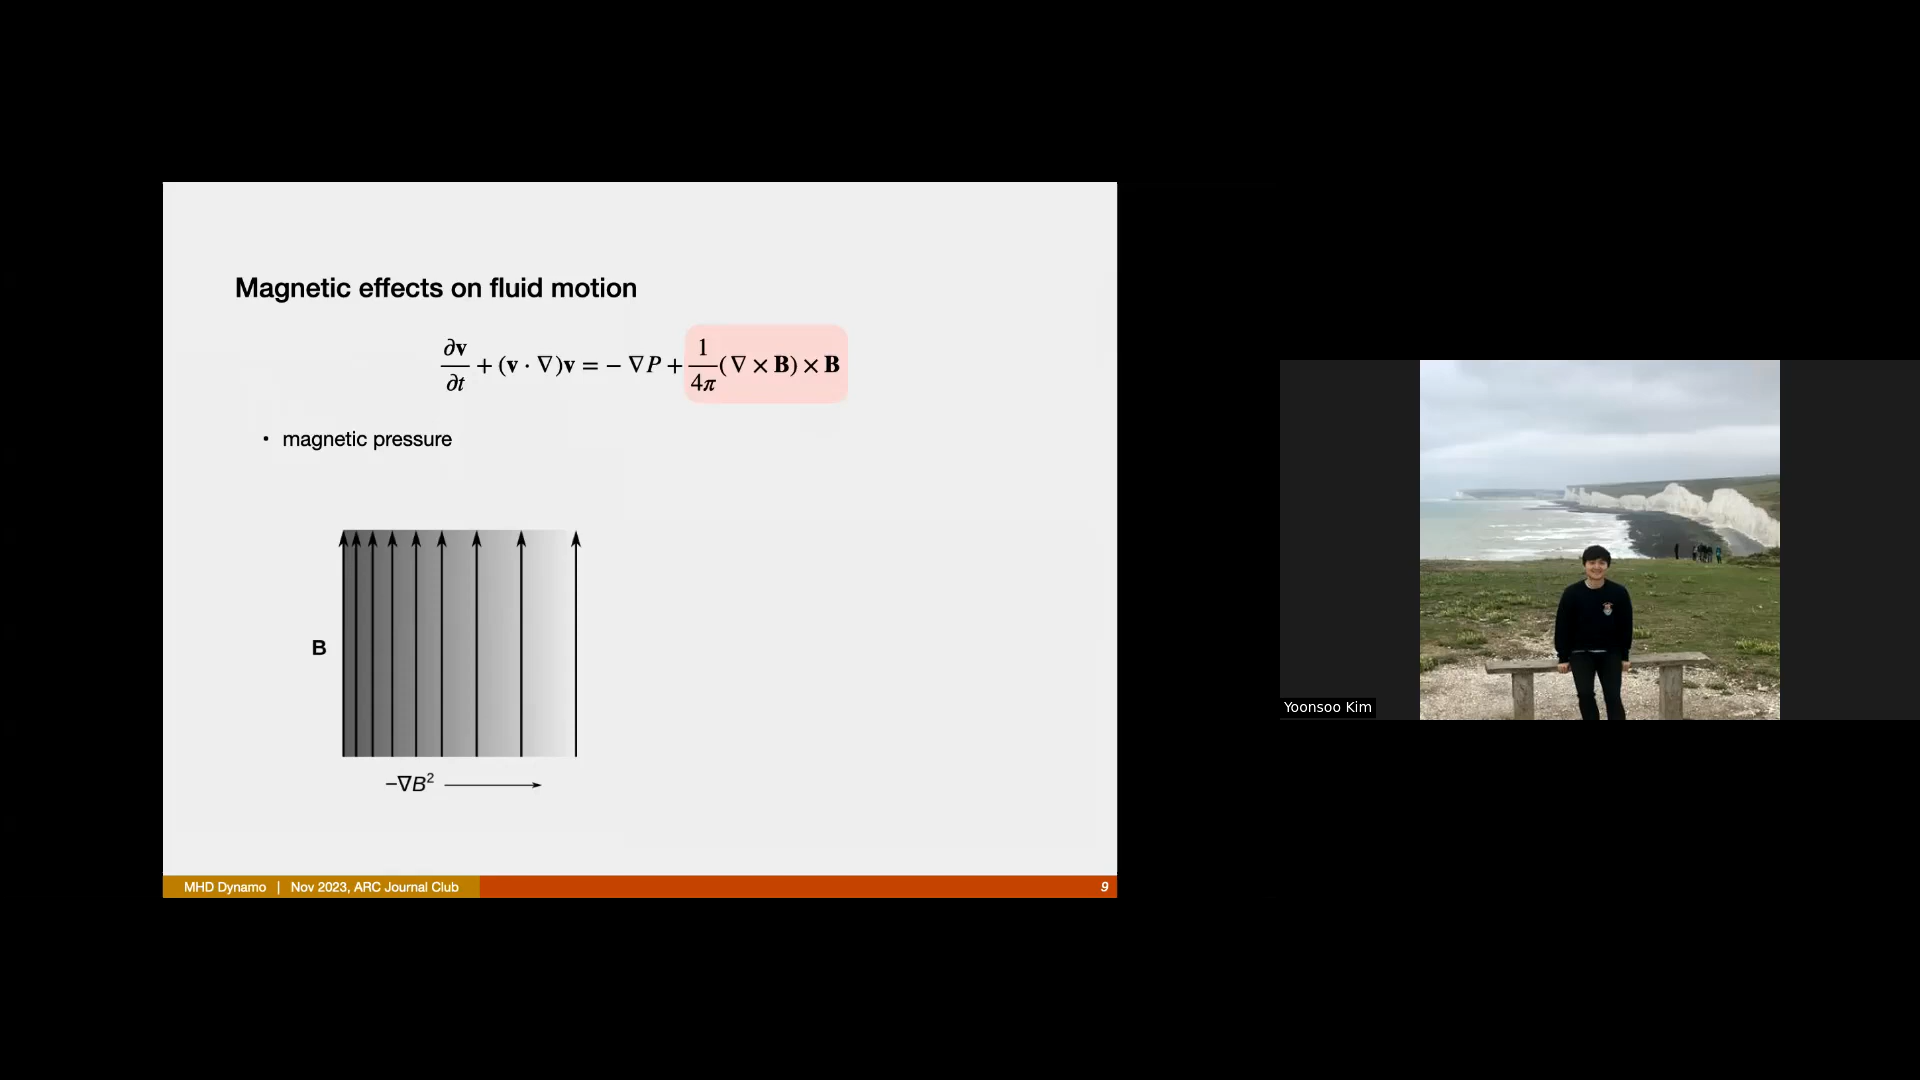 Magnetic effects on fluid motion
∂𝐯/∂t + (𝐯 · ∇)𝐯 = − ∇P + 1/4π (∇ × 𝐁) × 𝐁
• magnetic pressure
B
−∇B²
MHD Dynamo | Nov 2023, ARC Journal Club
9
Yoonsoo Kim